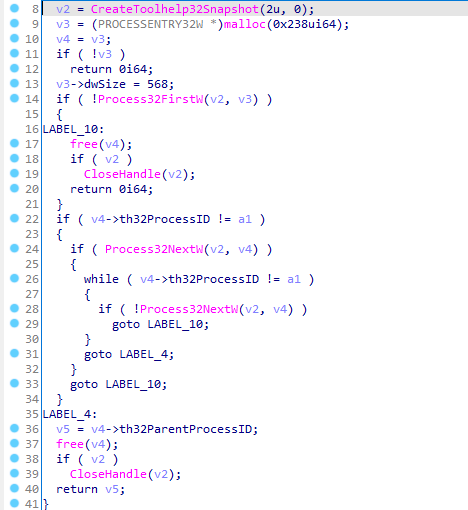 8 v2 = CreateToolhelp32Snapshot(2u, 0);
9 v3 = (PROCESSENTRY32W *)malloc(0x238ui64);
10 v4 = v3;
11 if ( !v3 )
12 return 0i64;
13 v3->dwSize = 568;
14 if ( !Process32FirstW(v2, v3) )
15 {
16 LABEL_10:
17 free(v4);
18 if ( v2 )
19 CloseHandle(v2);
20 return 0i64;
21 }
22 if ( v4->th32ProcessID != a1 )
23 {
24 if ( Process32NextW(v2, v4) )
25 {
26 while ( v4->th32ProcessID != a1 )
27 {
28 if ( !Process32NextW(v2, v4) )
29 goto LABEL_10;
30 }
31 goto LABEL_4;
32 }
33 goto LABEL_10;
34 }
35 LABEL_4:
36 v5 = v4->th32ParentProcessID;
37 free(v4);
38 if ( v2 )
39 CloseHandle(v2);
40 return v5;
41 }